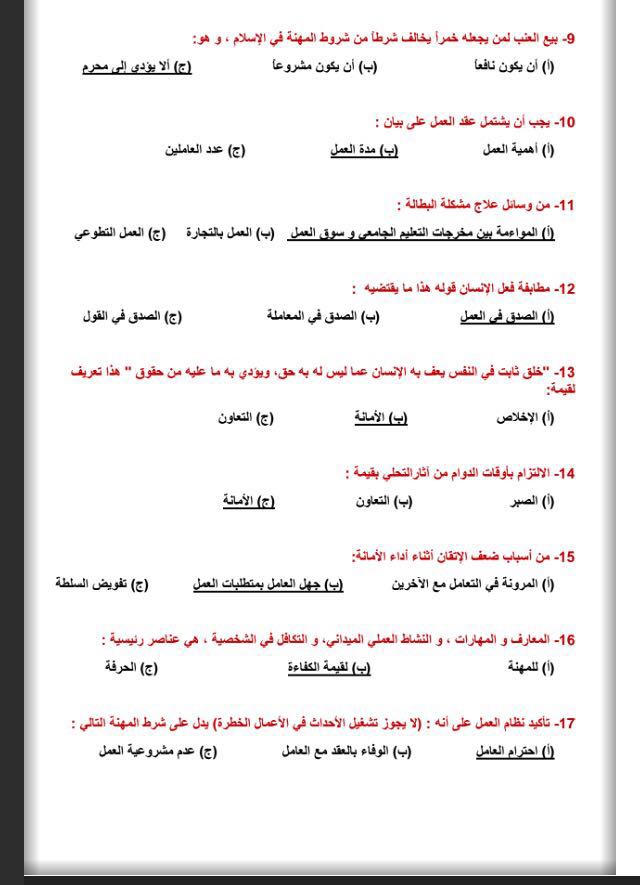 9- بيع العنب لمن يجعله خمراً يخالف شرطاً من شروط المهنة في الإسلام ، و هو:
(أ) أن يكون نافعاً (ب) أن يكون مشروعاً (ج) ألا يؤدي إلى محرم
10- يجب أن يشتمل عقد العمل على بيان :
(أ) أهمية العمل (ب) مدة العمل (ج) عدد العاملين
11- من وسائل علاج مشكلة البطالة :
(أ) المواءمة بين مخرجات التعليم الجامعي و سوق العمل (ب) العمل بالتجارة (ج) العمل التطوعي
12- مطابقة فعل الإنسان قوله هذا ما يقتضيه :
(أ) الصدق في العمل (ب) الصدق في المعاملة (ج) الصدق في القول
13- "خلق ثابت في النفس يعف به الإنسان عما ليس له به حق، ويؤدي به ما عليه من حقوق " هذا تعريف
لقيمة:
(أ) الإخلاص (ب) الأمانة (ج) التعاون
14- الالتزام بأوقات الدوام من آثارالتحلي بقيمة :
(أ) الصبر (ب) التعاون (ج) الأمانة
15- من أسباب ضعف الإتقان أثناء أداء الأمانة:
(أ) المرونة في التعامل مع الآخرين (ب) جهل العامل بمتطلبات العمل (ج) تفويض السلطة
16- المعارف و المهارات ، و النشاط العملي الميداني، و التكافل في الشخصية ، هي عناصر رئيسية :
(أ) للمهنة (ب) لقيمة الكفاءة (ج) الحرفة
17- تأكيد نظام العمل على أنه : (لا يجوز تشغيل الأحداث في الأعمال الخطرة) يدل على شرط المهنة التالي :
(أ) احترام العامل (ب) الوفاء بالعقد مع العامل (ج) عدم مشروعية العمل